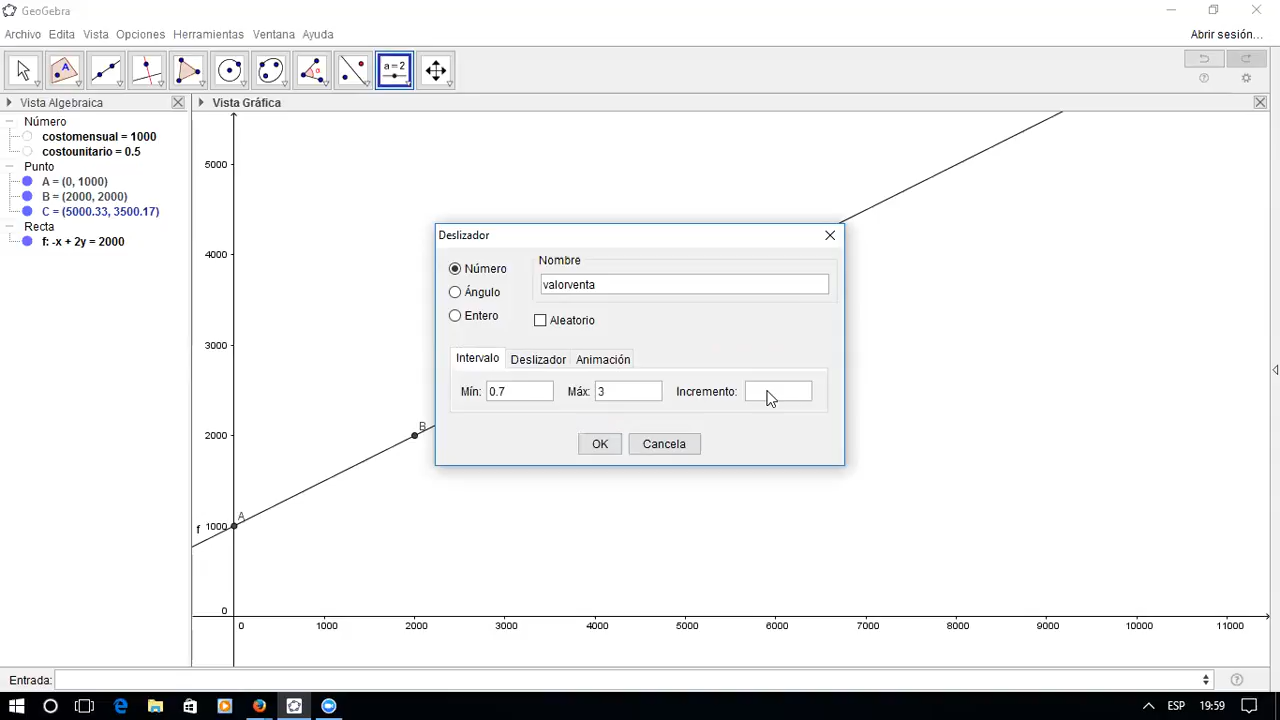 GeoGebra
Archivo Edita Vista Opciones Herramientas Ventana Ayuda
Abrir sesión...
a = 2
Vista Algebraica
Vista Gráfica
Número
costomensual = 1000
costounitario = 0.5
Punto
A = (0, 1000)
B = (2000, 2000)
C = (5000.33, 3500.17)
Recta
f: -x + 2y = 2000
5000
4000
3000
2000
1000
0
A
B
f
0 1000 2000 3000 4000 5000 6000 7000 8000 9000 10000 11000
Deslizador
Número
Ángulo
Entero
Nombre
valorventa
Aleatorio
Intervalo Deslizador Animación
Mín: 0.7 Máx: 3 Incremento:
OK Cancela
Entrada:
ESP 19:59